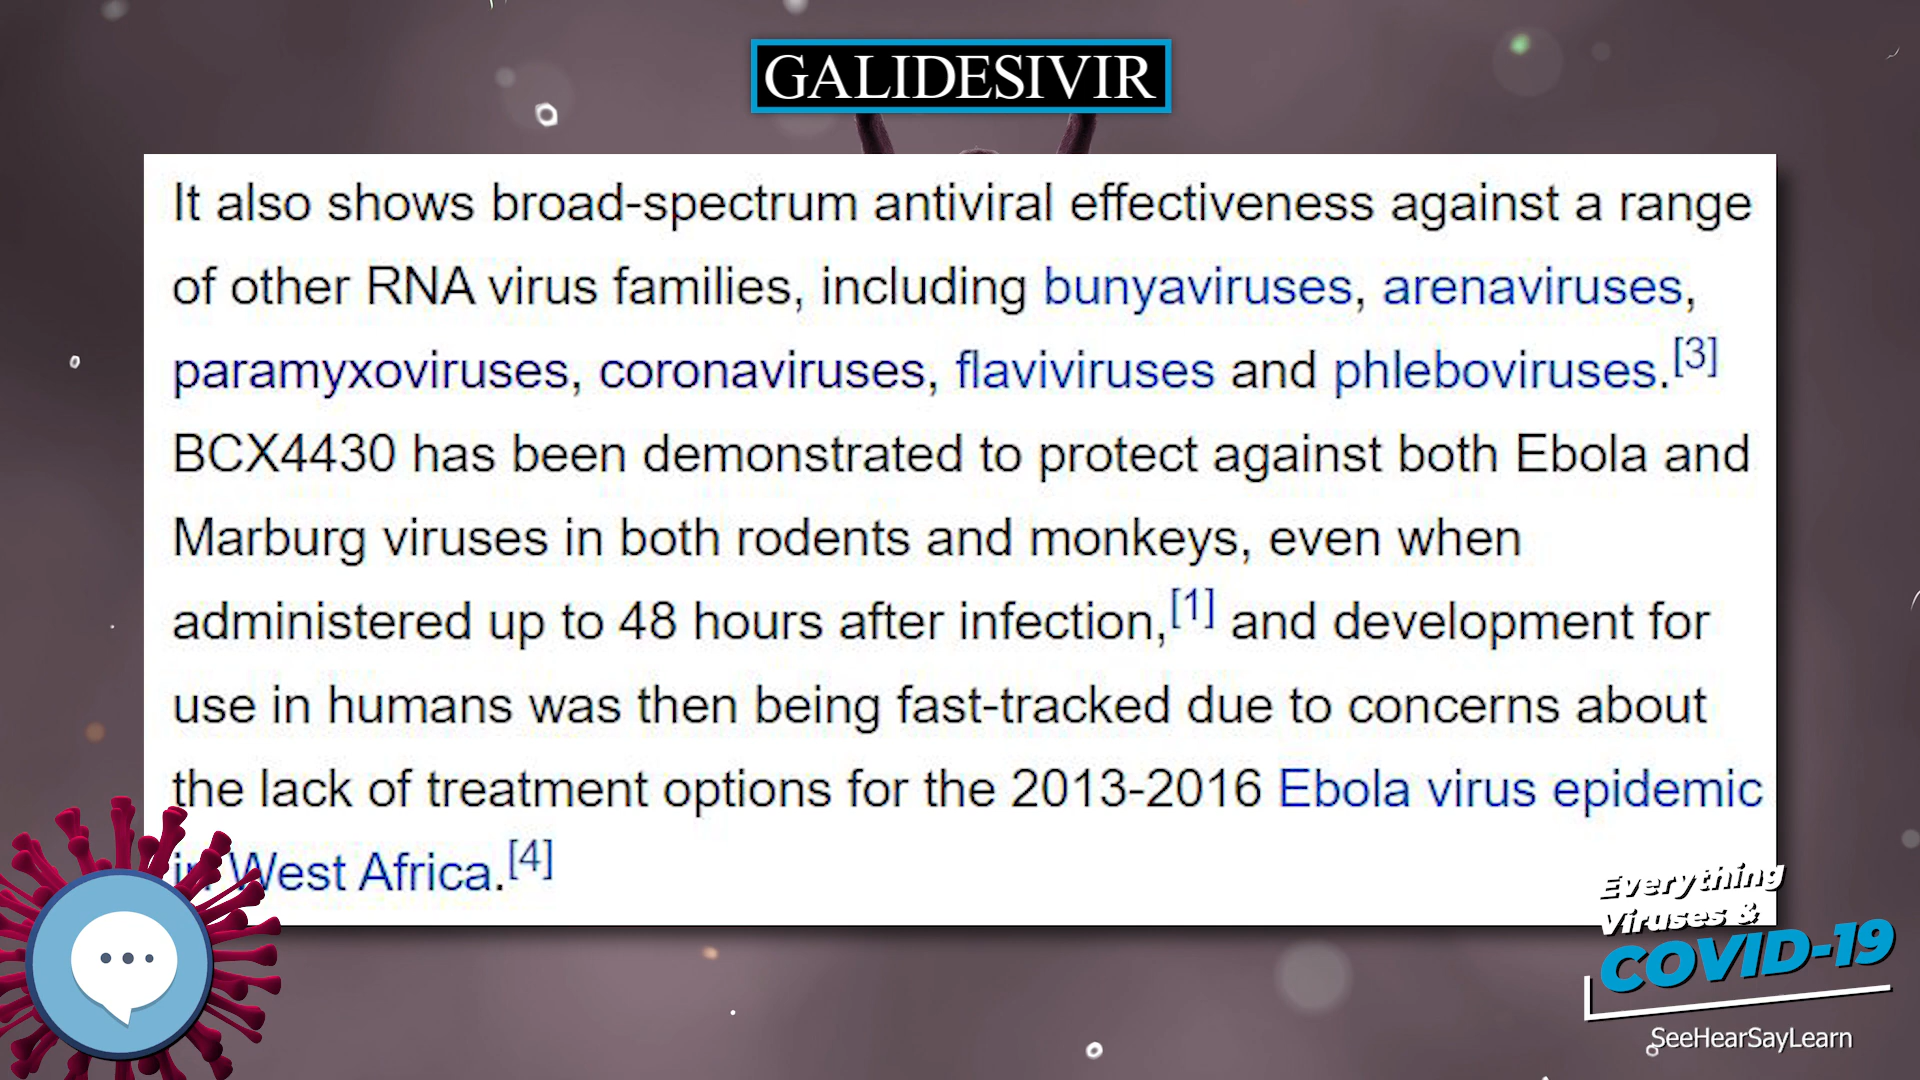 GALIDESIVIR
It also shows broad-spectrum antiviral effectiveness against a range
of other RNA virus families, including bunyaviruses, arenaviruses,
paramyxoviruses, coronaviruses, flaviviruses and phleboviruses.[3]
BCX4430 has been demonstrated to protect against both Ebola and
Marburg viruses in both rodents and monkeys, even when
administered up to 48 hours after infection,[1] and development for
use in humans was then being fast-tracked due to concerns about
the lack of treatment options for the 2013-2016 Ebola virus epidemic
in West Africa.[4]
Everything
Viruses &
COVID-19
SeeHearSayLearn